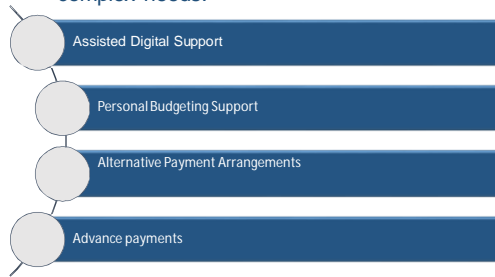 complex needs.
Assisted Digital Support
Personal Budgeting Support
Alternative Payment Arrangements
Advance payments